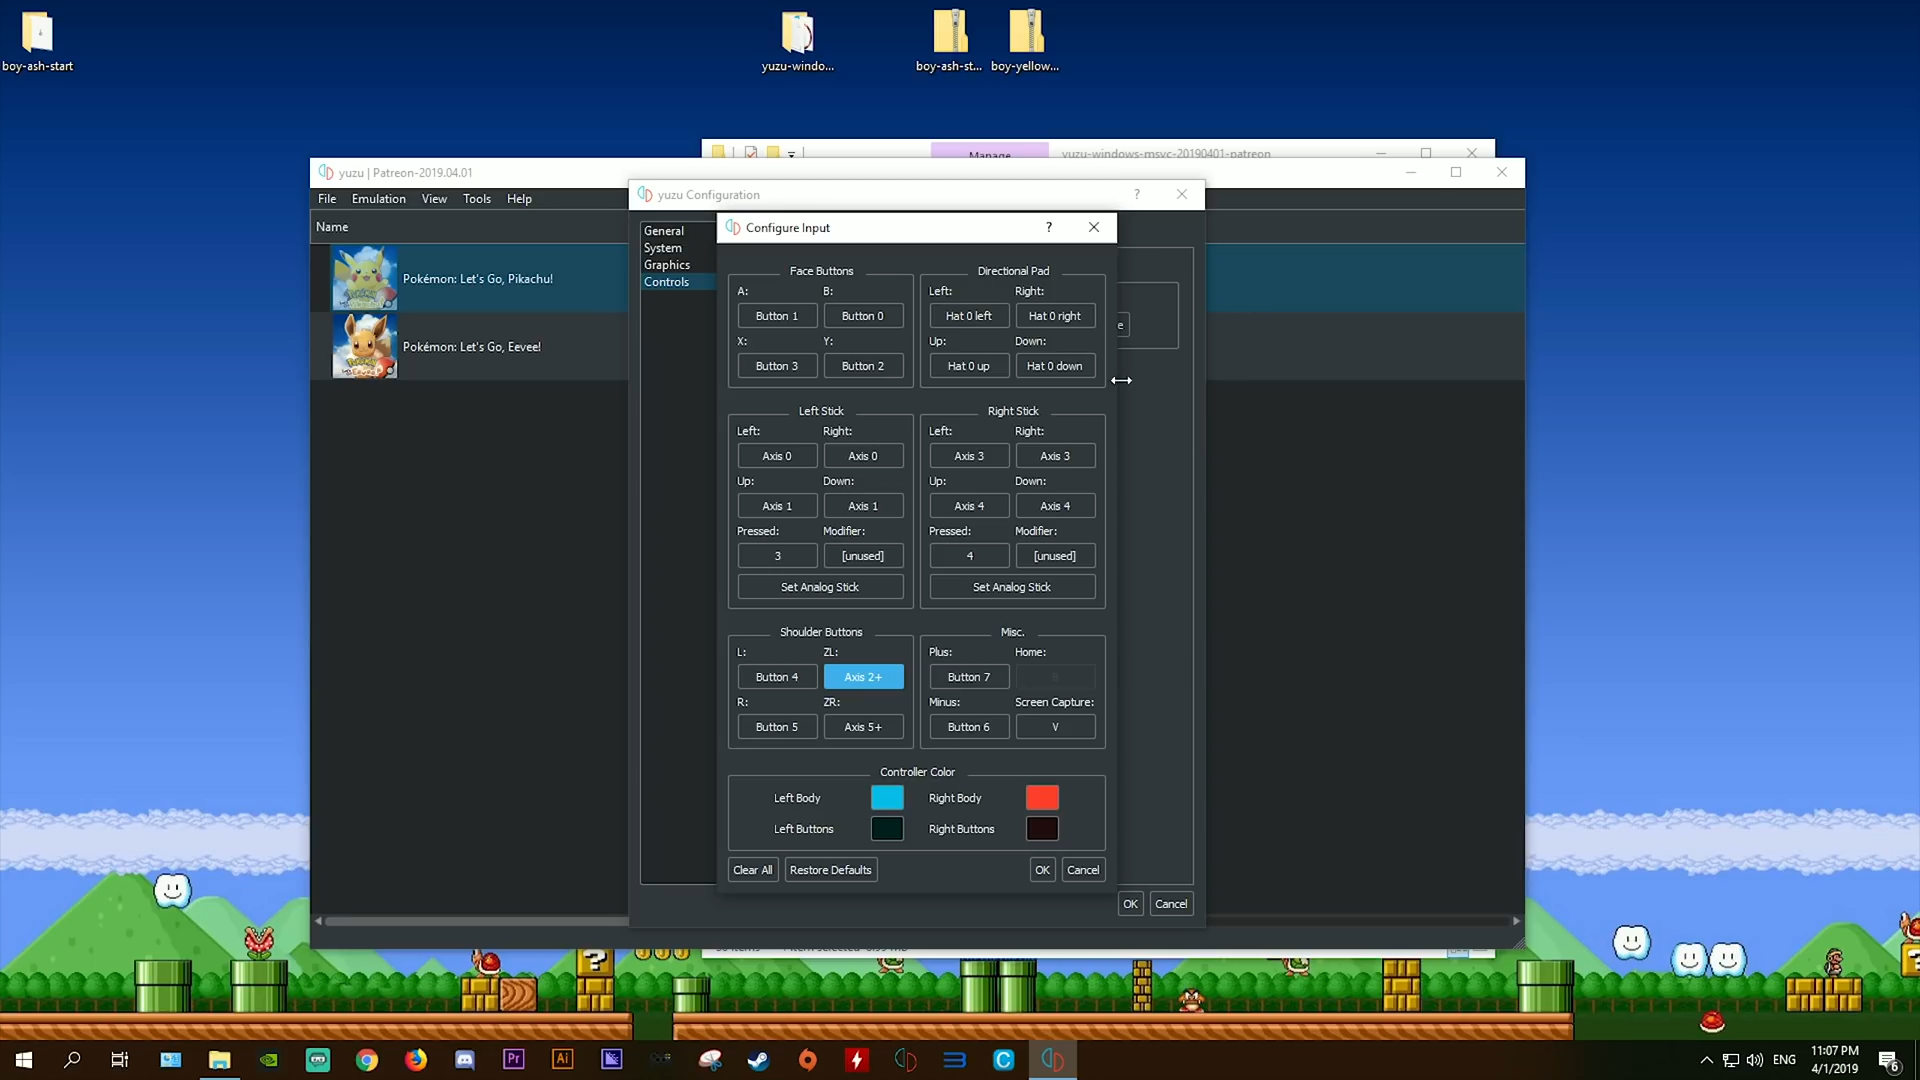 boy-ash-start
yuzu-windo...
boy-ash-st...
boy-yellow...
Manage
yuzu-windows-msvc-20190401-patreon
yuzu | Patreon-2019.04.01
File Emulation View Tools Help
Name
Pokémon: Let's Go, Pikachu!
Pokémon: Let's Go, Eevee!
yuzu Configuration
?
General
System
Graphics
Controls
Configure Input
?
Face Buttons
A: B:
Button 1 Button 0
X: Y:
Button 3 Button 2
Directional Pad
Left: Right:
Hat 0 left Hat 0 right
Up: Down:
Hat 0 up Hat 0 down
e
Left Stick
Left: Right:
Axis 0 Axis 0
Up: Down:
Axis 1 Axis 1
Pressed: Modifier:
3 [unused]
Set Analog Stick
Right Stick
Left: Right:
Axis 3 Axis 3
Up: Down:
Axis 4 Axis 4
Pressed: Modifier:
4 [unused]
Set Analog Stick
Shoulder Buttons
L: ZL:
Button 4 Axis 2+
R: ZR:
Button 5 Axis 5+
Misc.
Plus: Home:
Button 7
Minus: Screen Capture:
Button 6 V
Controller Color
Left Body Right Body
Left Buttons Right Buttons
Clear All Restore Defaults OK Cancel
OK Cancel
Pr
Ai
ENG
11:07 PM
4/1/2019
6